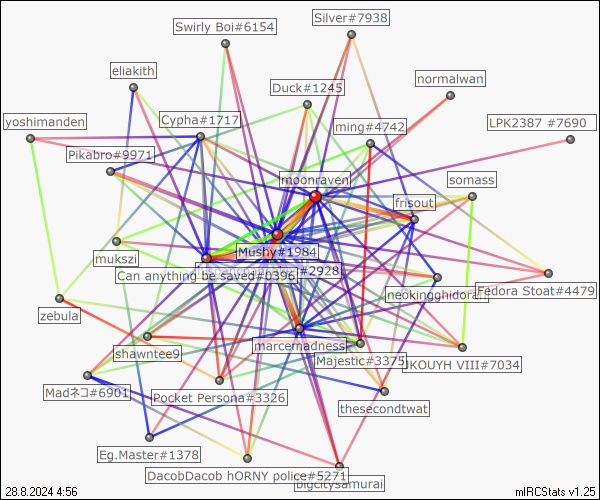 Silver#7938
Swirly Boi#6154
eliakith
normalwan
Duck#1245
yoshimanden
Cypha#1717
ming#4742
LPK2387 #7690
Pikabro#9971
moonraven
somass
frisout
Mushy#1984
mukszi
#2928
Can anything be saved#0396
Fedora Stoat#4479
neokingghidora..
zebula
marcemadness
shawntee9
Majestic#3375
JKOUYH VIII#7034
Madネコ#6901
Pocket Persona#3326
thesecondtwat
Eg.Master#1378
DacobDacob hORNY police#5271
bigcitysamurai
28.8.2024 4:56
mIRCStats v1.25